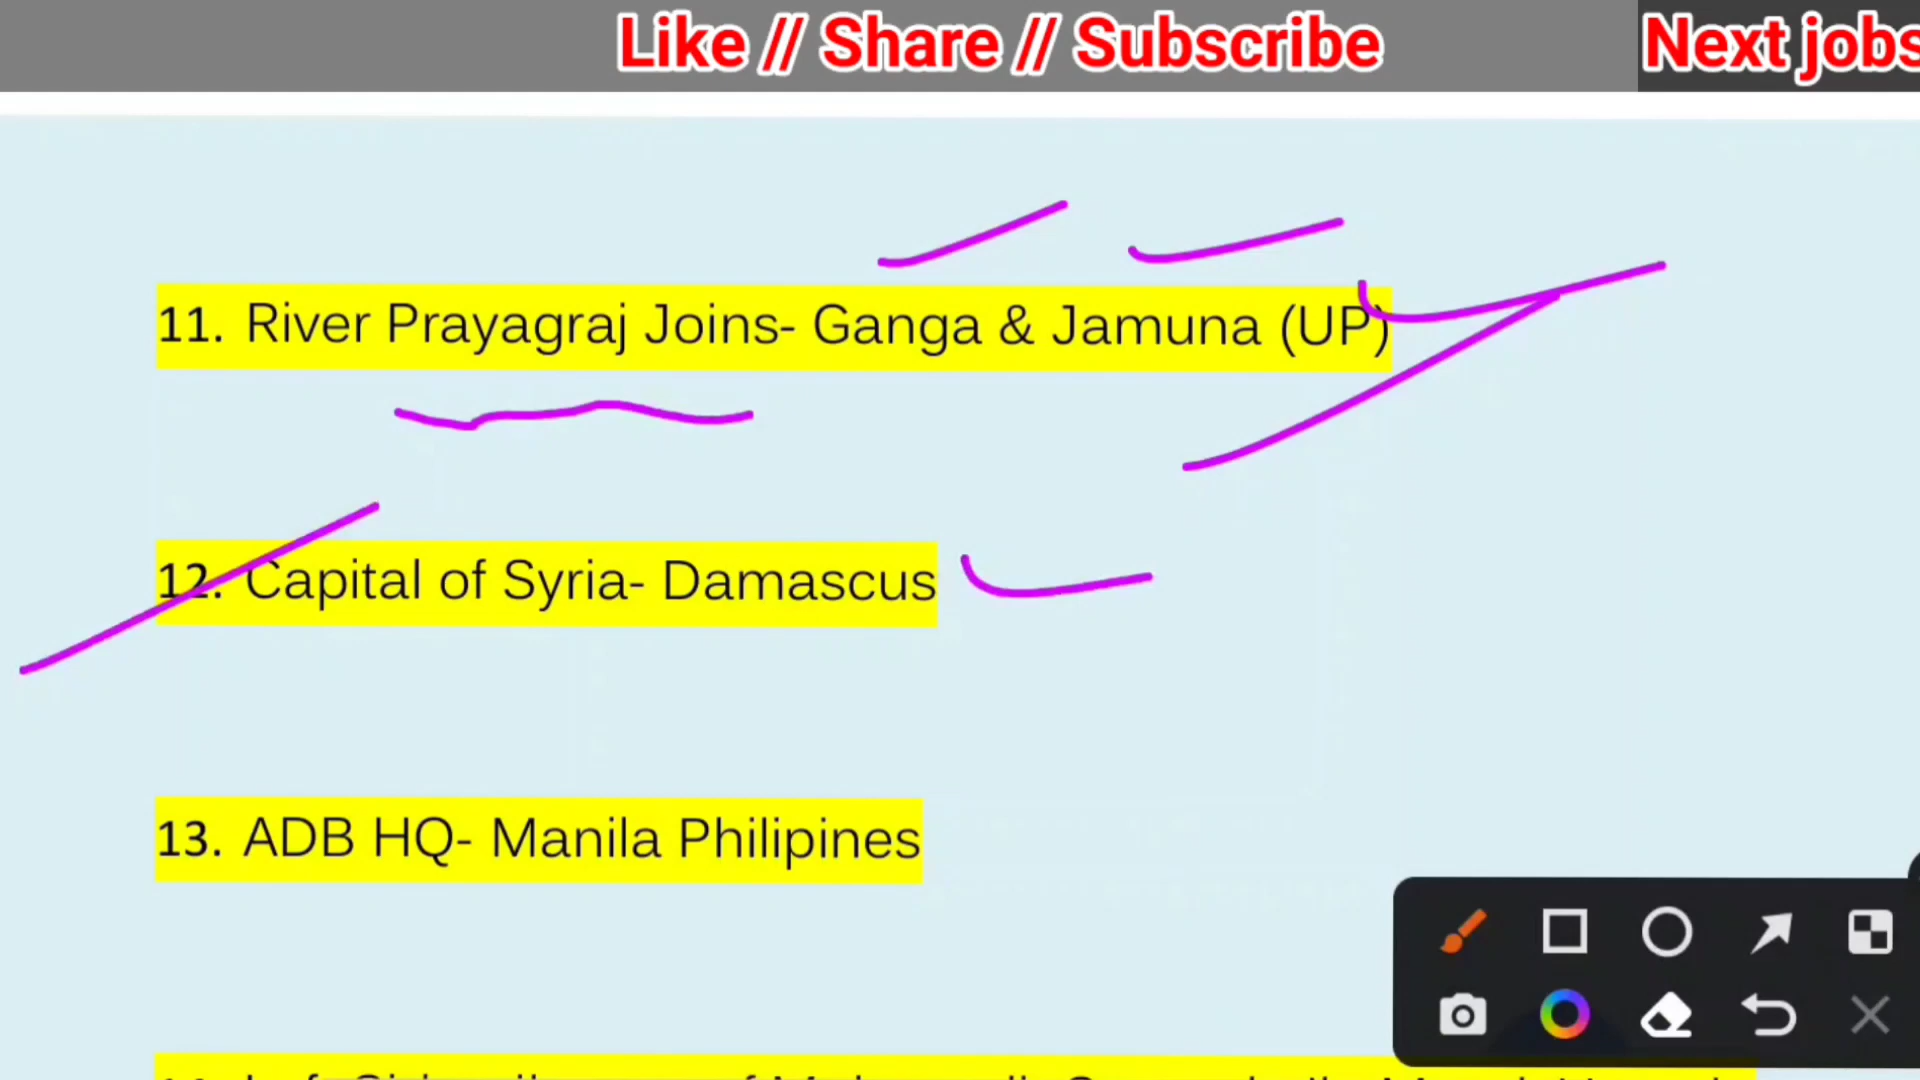 Like // Share // Subscribe
Next jobs
11. River Prayagraj Joins- Ganga & Jamuna (UP)
12. Capital of Syria- Damascus
13. ADB HQ- Manila Philipines